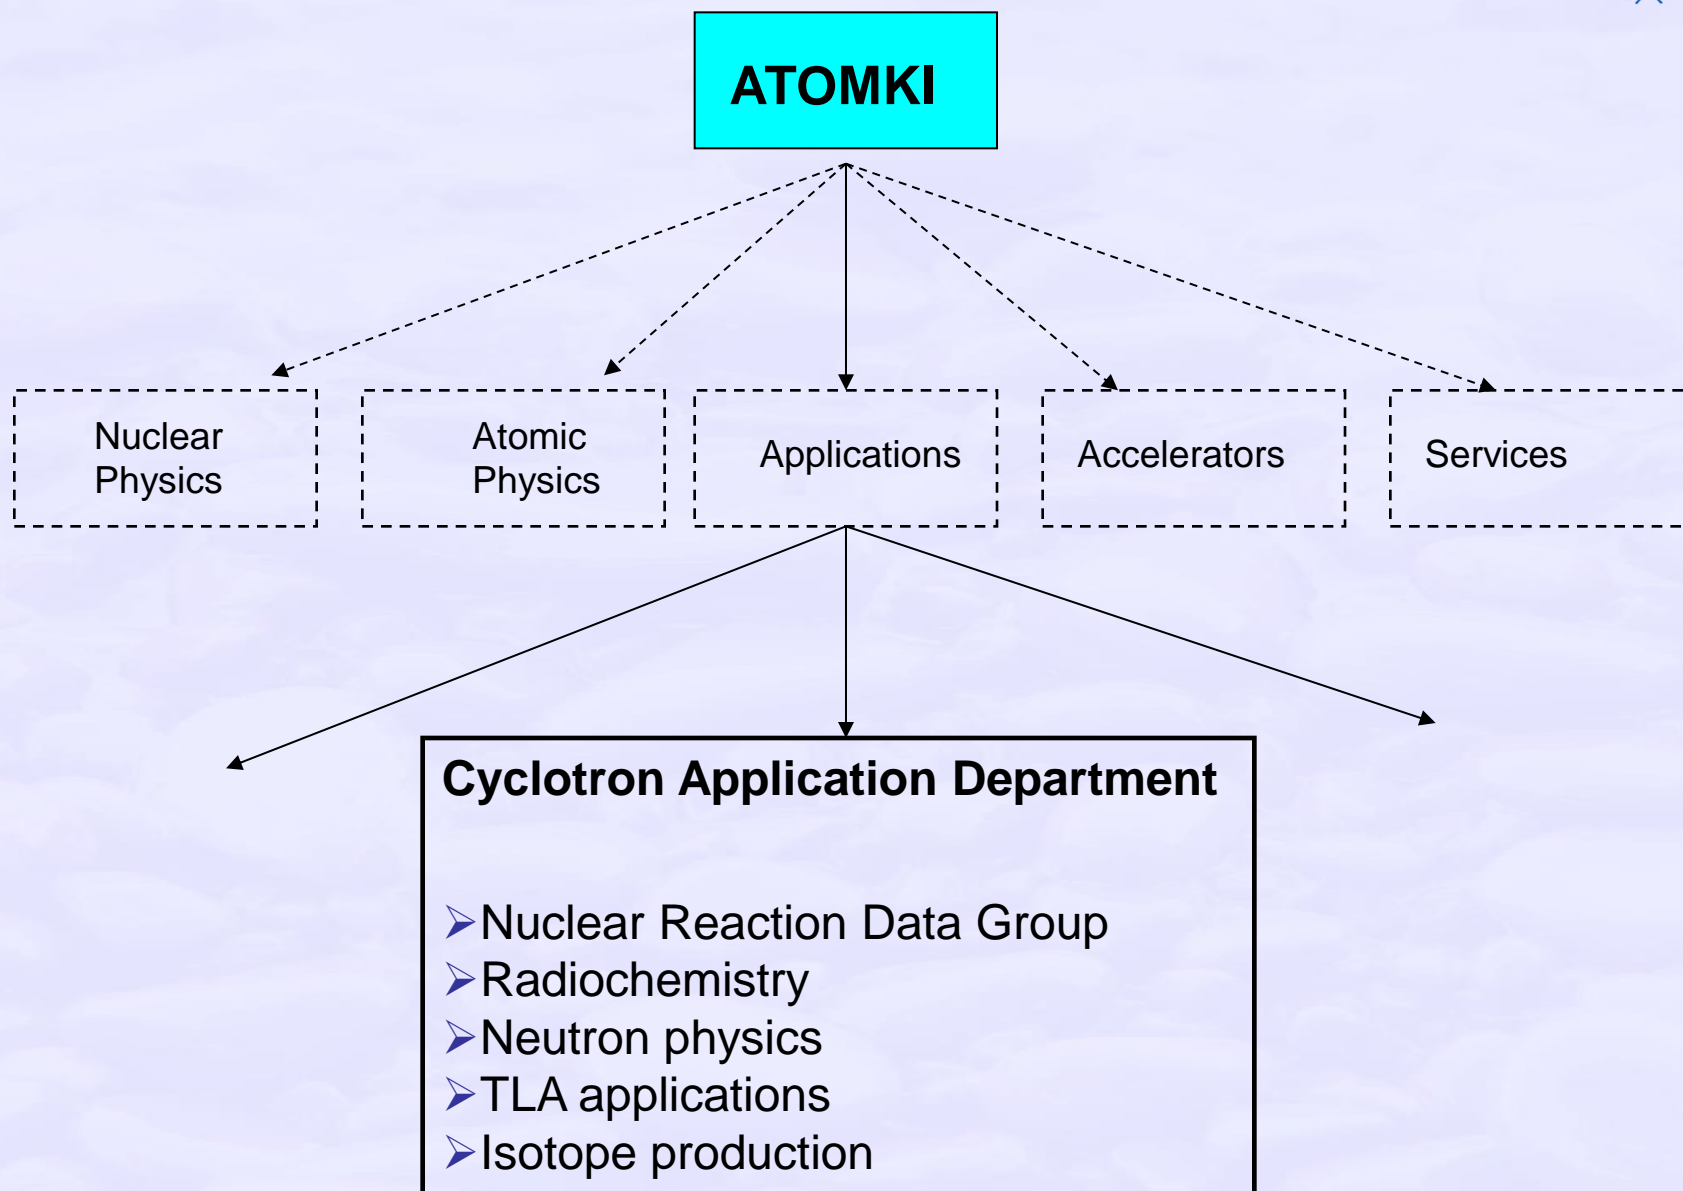 ATOMKI
Nuclear
Physics
Atomic
Physics
Applications
Accelerators
Services
Cyclotron Application Department
➢Nuclear Reaction Data Group
➢Radiochemistry
➢Neutron physics
➢TLA applications
➢Isotope production